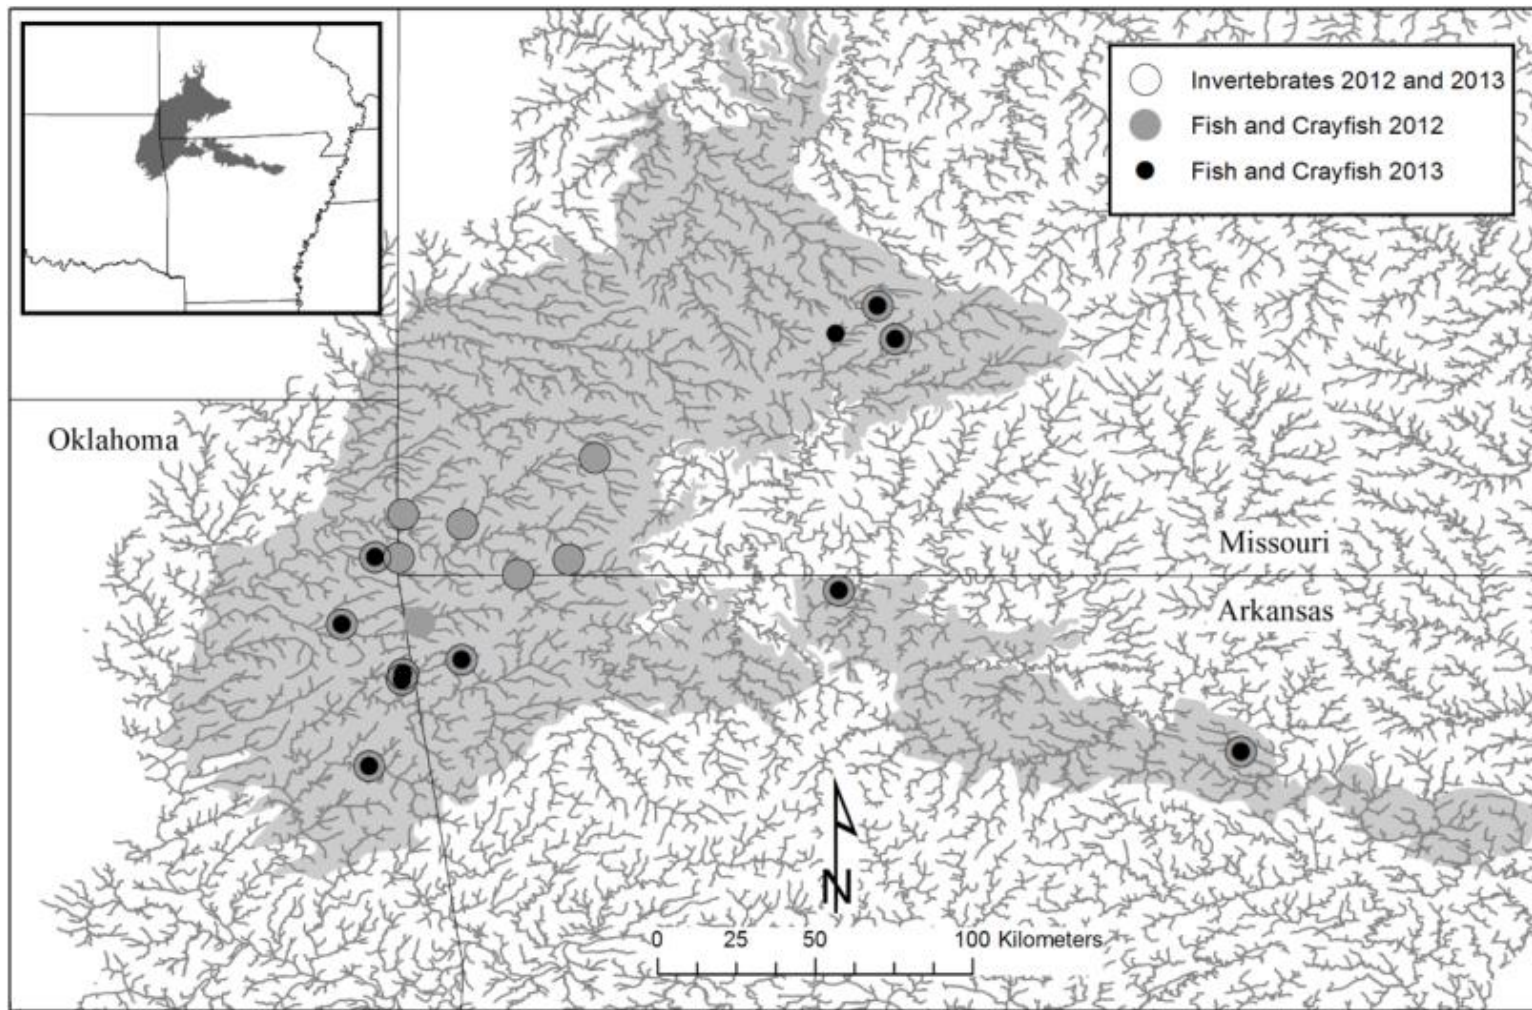 Invertebrates 2012 and 2013
Fish and Crayfish 2012
Fish and Crayfish 2013
Oklahoma
Missouri
Arkansas
N
0 25 50 100 Kilometers